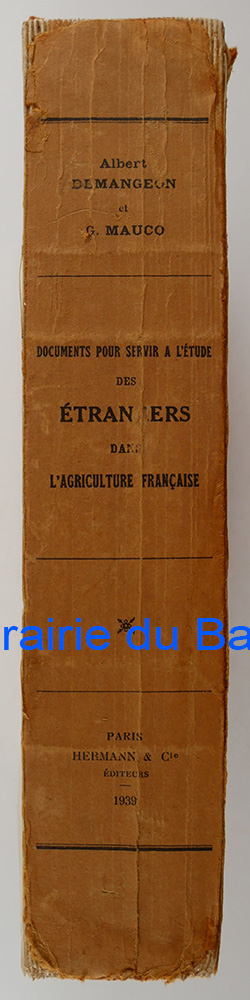 Albert
DEMANGEON
et
G. MAUCO
DOCUMENTS POUR SERVIR A L'ÉTUDE
DES
ÉTRANGERS
DANS
L'AGRICULTURE FRANÇAISE
rairie du Ba
PARIS
HERMANN & Cie
ÉDITEURS
1939